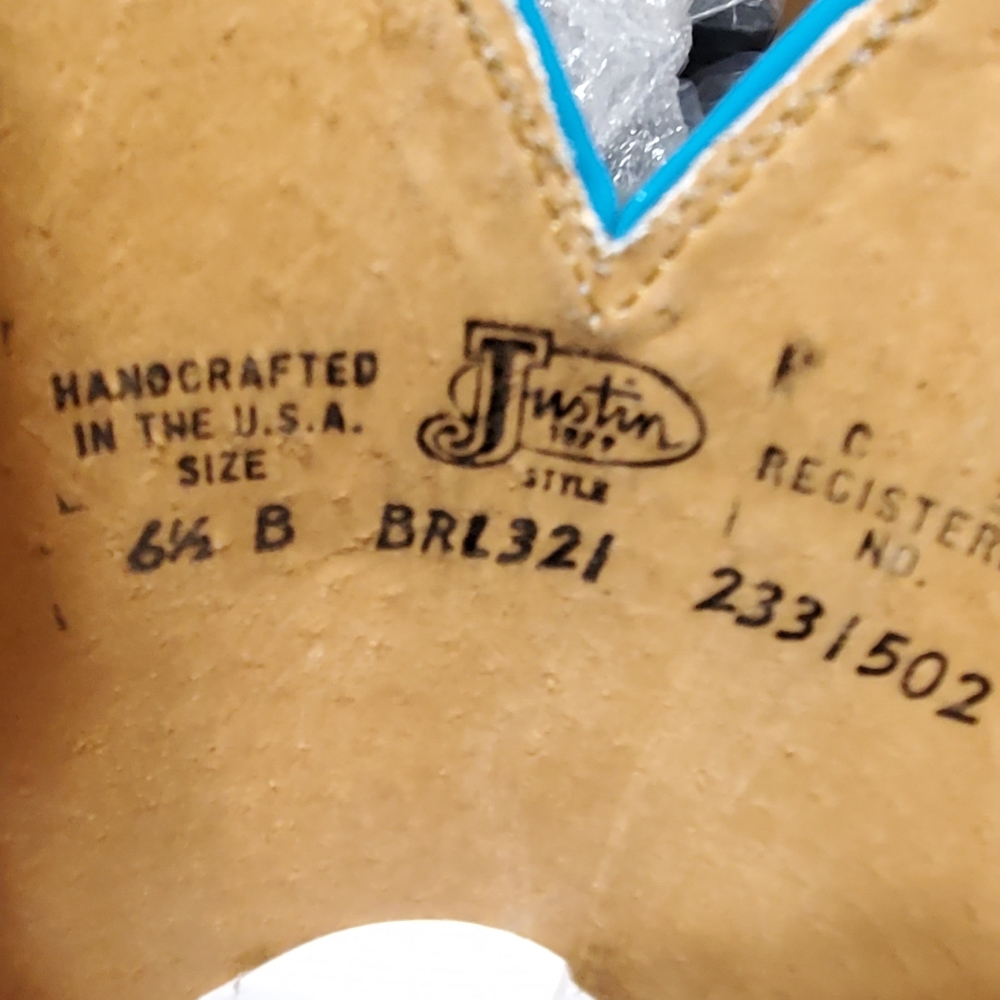 HANDCRAFTED
IN THE U.S.A.
SIZE
6½ B
Justin
1879
STYLE
BRL321
REGISTER
NO.
2331502